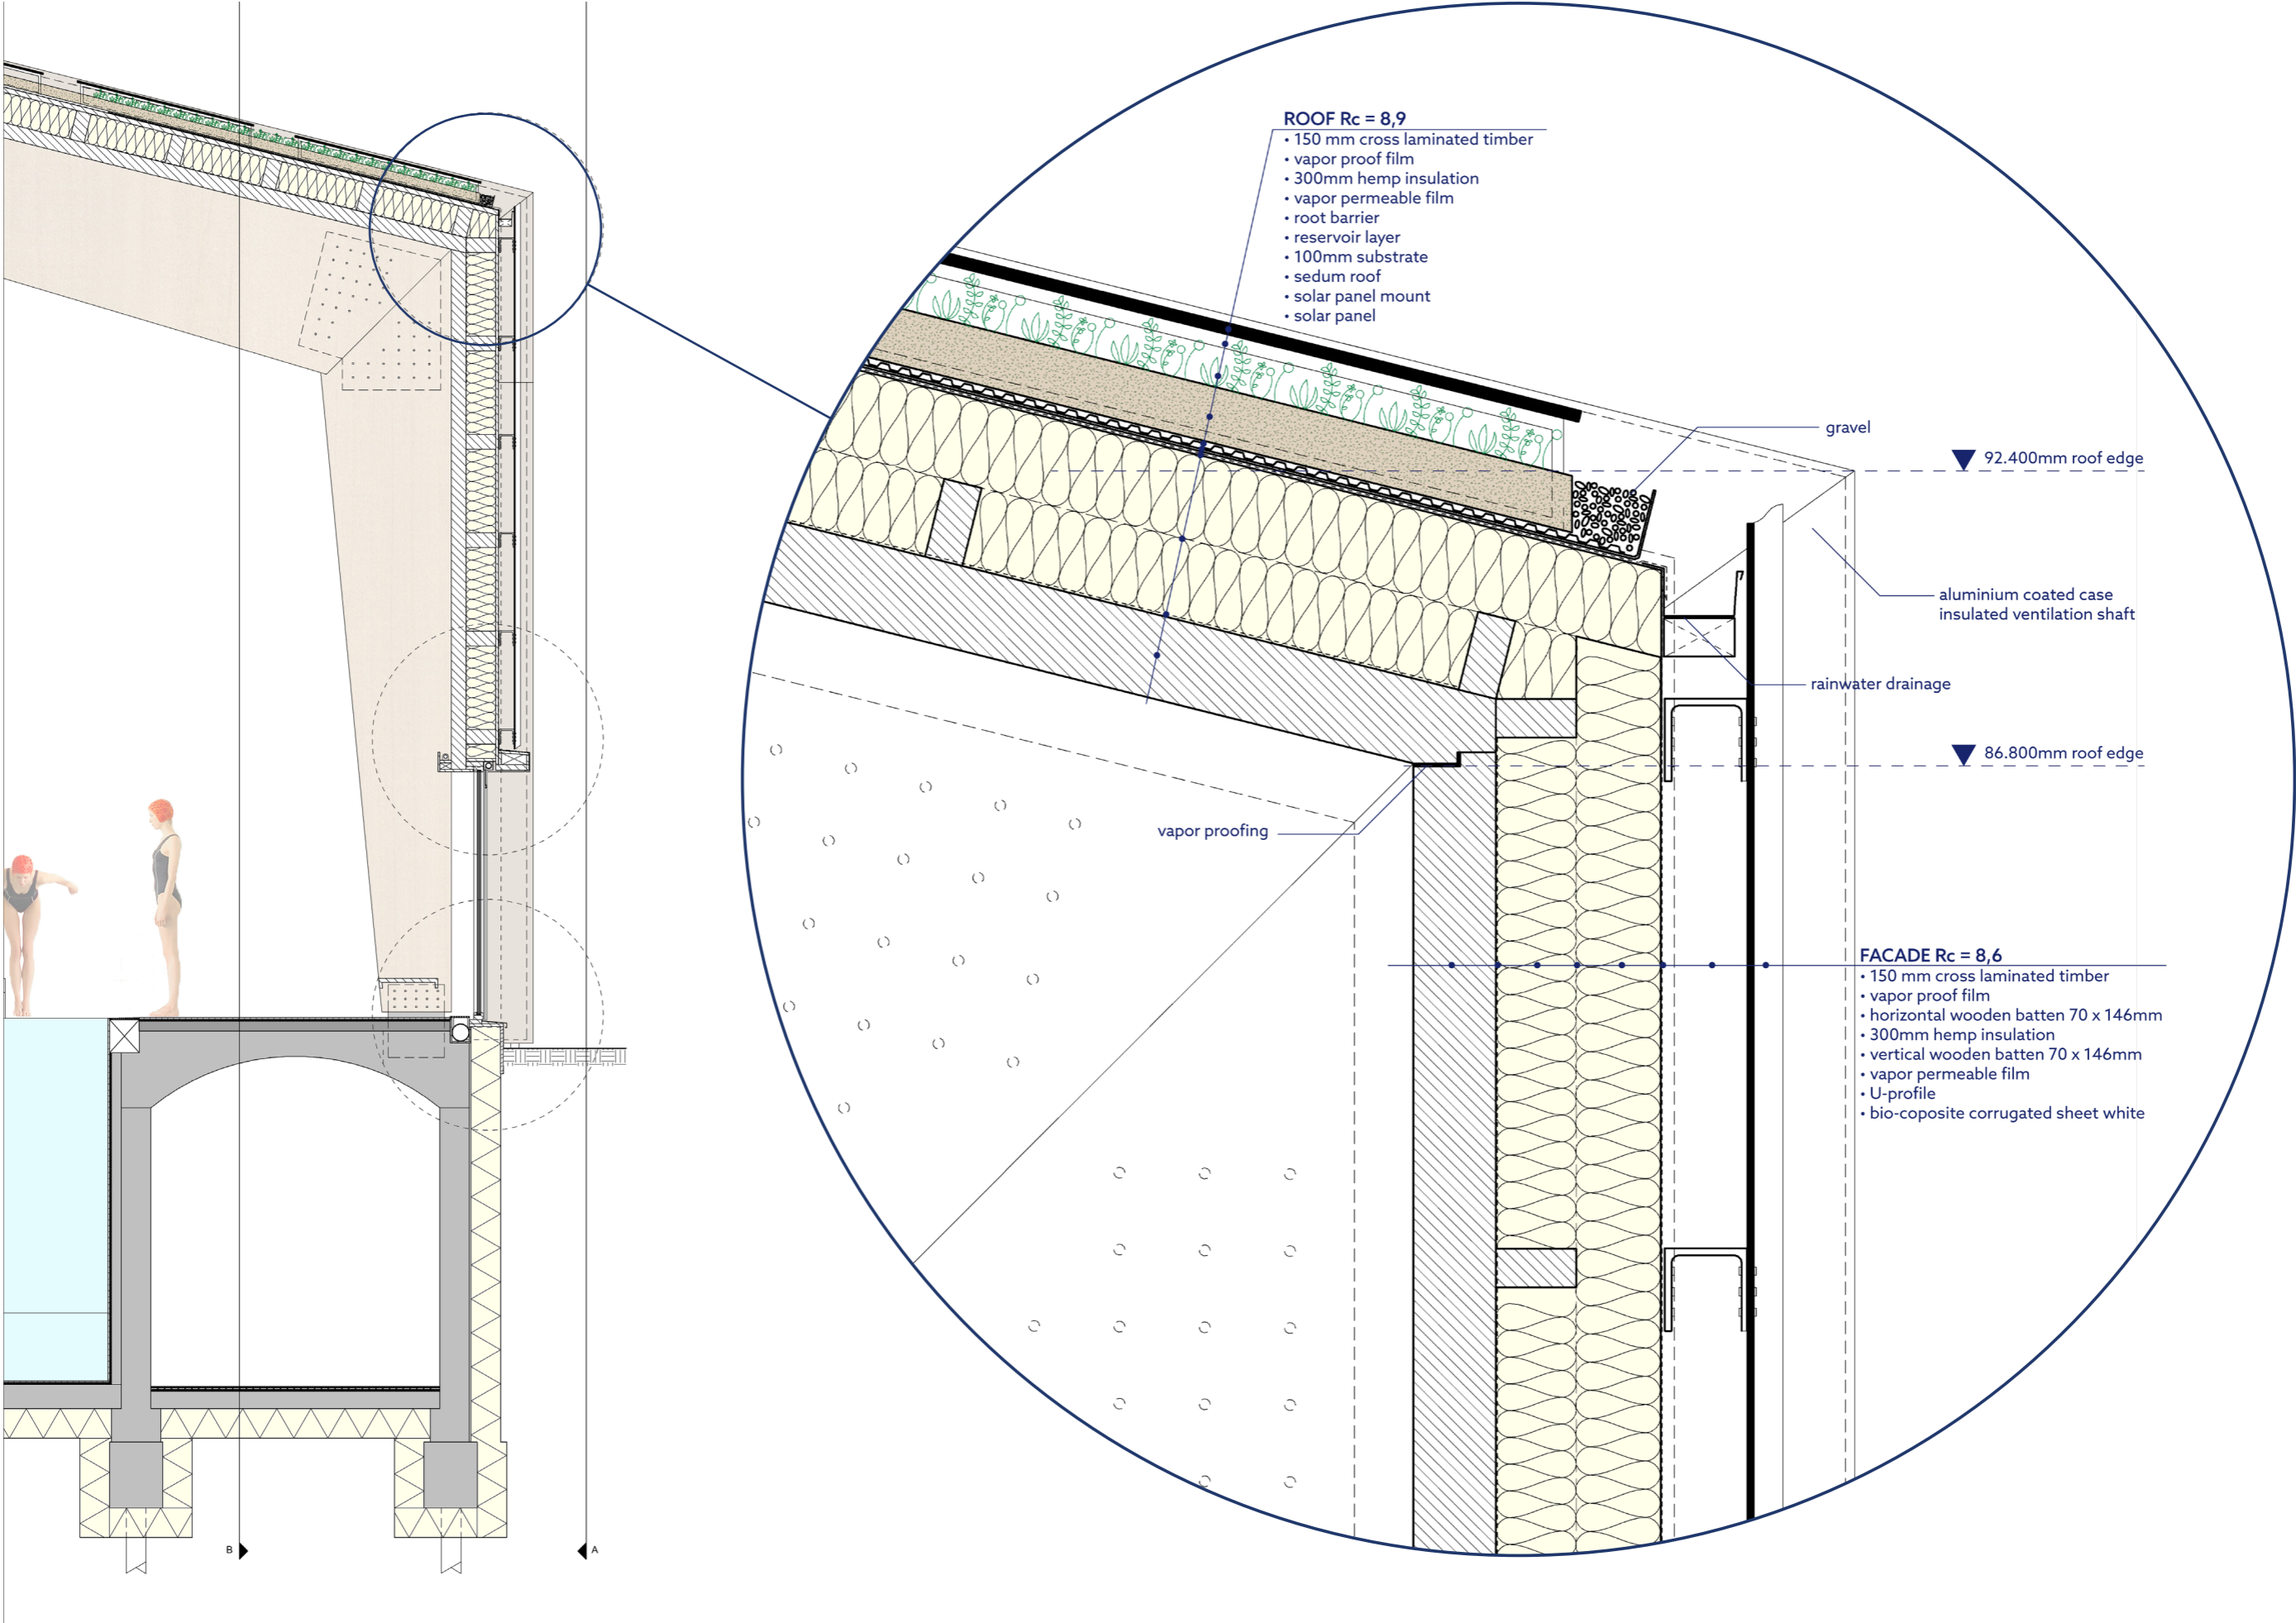 ROOF Rc = 8,9
• 150 mm cross laminated timber
• vapor proof film
• 300mm hemp insulation
• vapor permeable film
• root barrier
• reservoir layer
• 100mm substrate
• sedum roof
• solar panel mount
• solar panel
gravel
92.400mm roof edge
aluminium coated case
insulated ventilation shaft
rainwater drainage
86.800mm roof edge
vapor proofing
FACADE Rc = 8,6
• 150 mm cross laminated timber
• vapor proof film
• horizontal wooden batten 70 x 146mm
• 300mm hemp insulation
• vertical wooden batten 70 x 146mm
• vapor permeable film
• U-profile
• bio-coposite corrugated sheet white
B
A